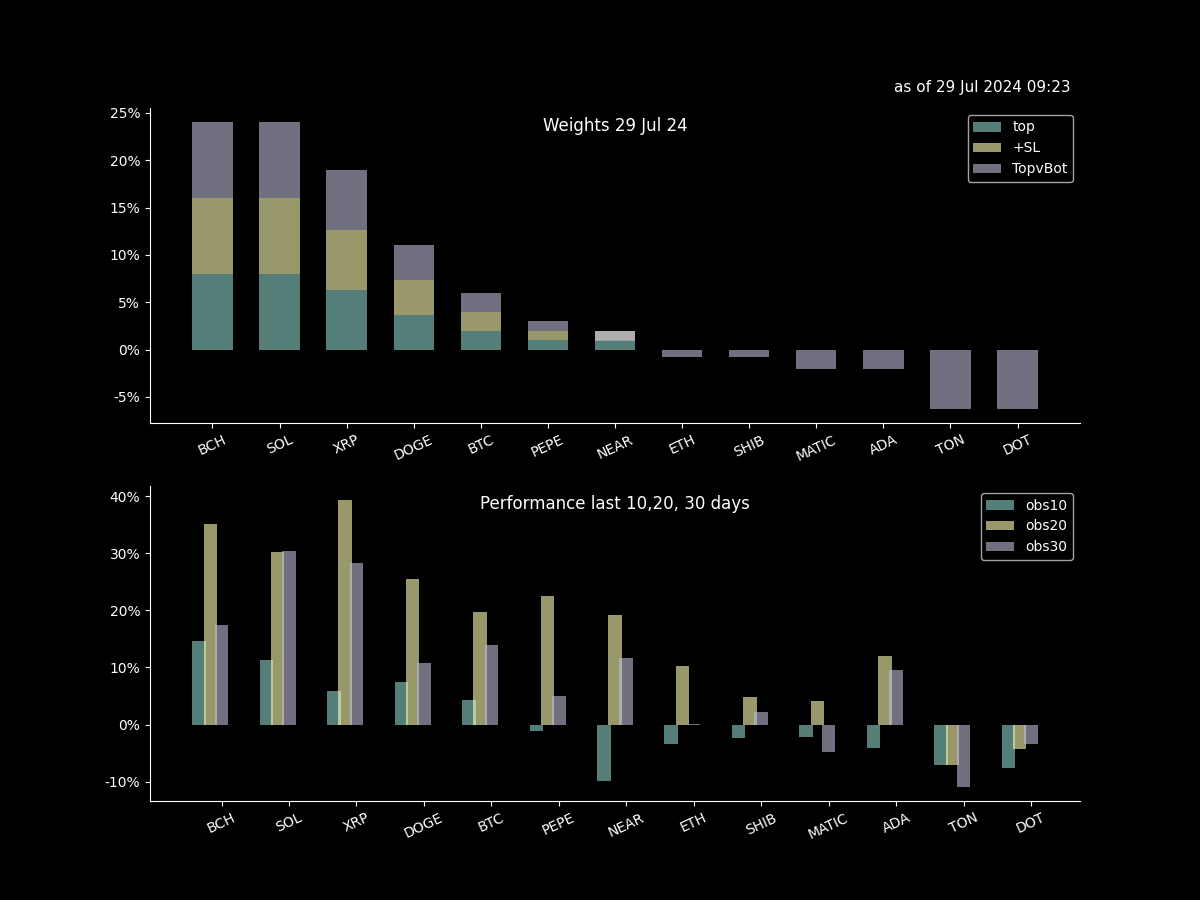 as of 29 Jul 2024 09:23
Weights 29 Jul 24
top
+SL
TopvBot
25%
20%
15%
10%
5%
0%
-5%
BCH SOL XRP DOGE BTC PEPE NEAR ETH SHIB MATIC ADA TON DOT
Performance last 10,20, 30 days
obs10
obs20
obs30
40%
30%
20%
10%
0%
-10%
BCH SOL XRP DOGE BTC PEPE NEAR ETH SHIB MATIC ADA TON DOT